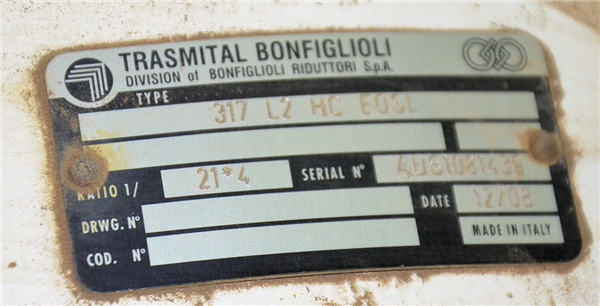 TRASMITAL BONFIGLIOLI
DIVISION of BONFIGLIOLI RIDUTTORI S.p.A.
TYPE
317 L2 HC EOSL
RATIO 1/ 21*4 SERIAL N° AUS1081439
DRWG. N° DATE 12/08
COD. N° MADE IN ITALY